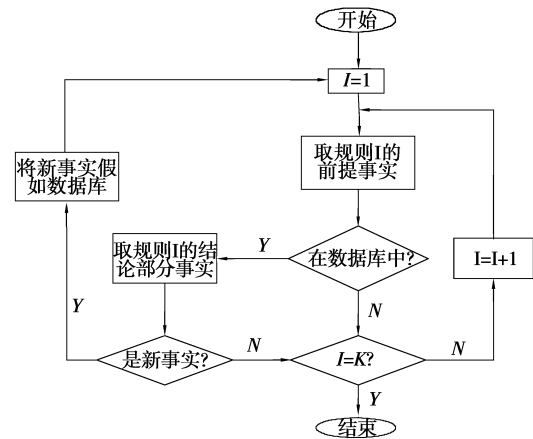 开始
I=1
取规则I的
前提事实
将新事实假
如数据库
取规则I的结
论部分事实
Y
在数据库中?
I=I+1
Y
N
是新事实?
N
I=K?
N
Y
结束